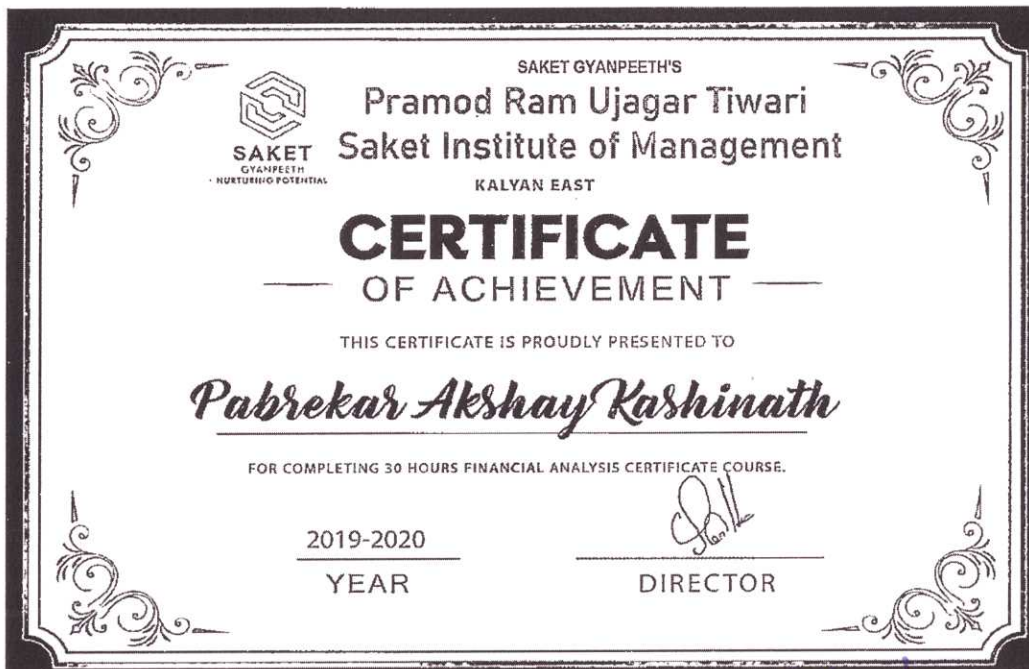 SAKET GYANPEETH'S
Pramod Ram Ujagar Tiwari
Saket Institute of Management
KALYAN EAST
SAKET
GYANPEETH
· NURTURING POTENTIAL
CERTIFICATE
OF ACHIEVEMENT
THIS CERTIFICATE IS PROUDLY PRESENTED TO
Pabrekar Akshay Kashinath
FOR COMPLETING 30 HOURS FINANCIAL ANALYSIS CERTIFICATE COURSE.
2019-2020
YEAR
DIRECTOR